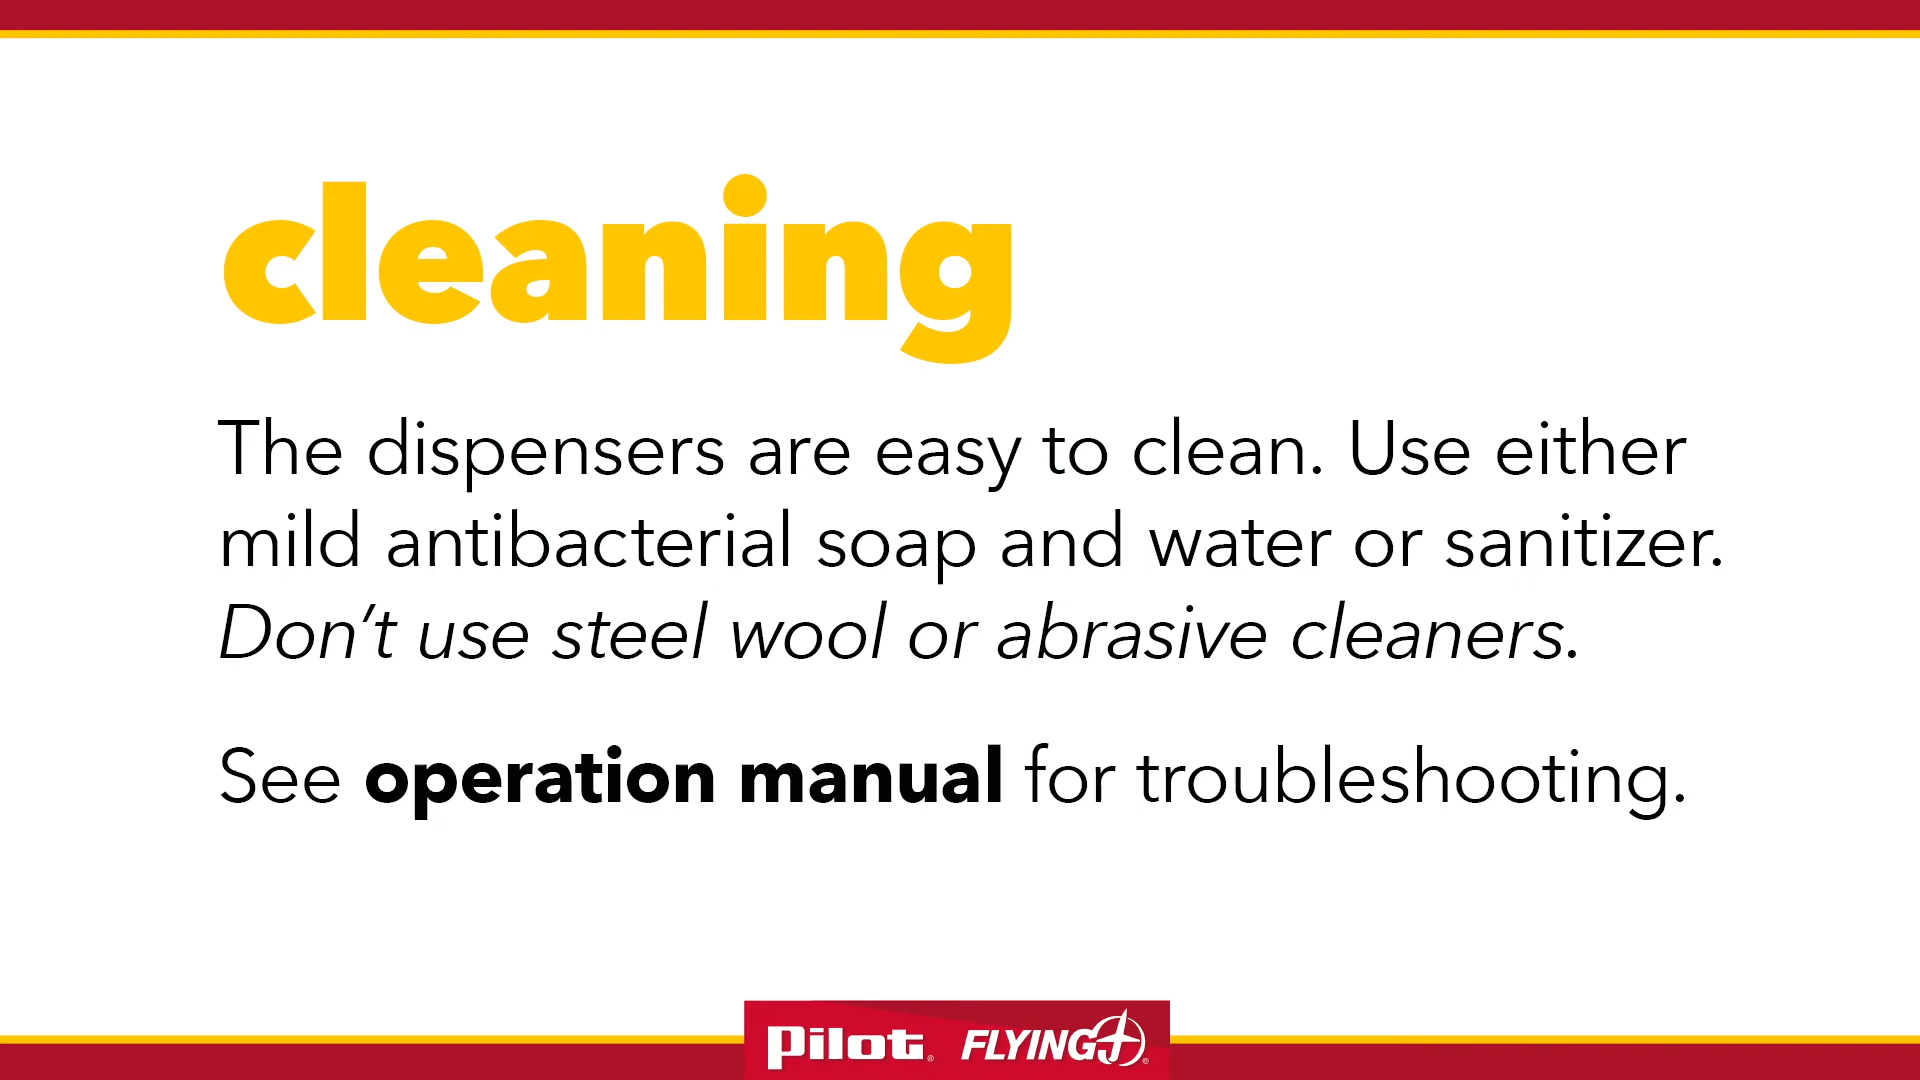 cleaning
The dispensers are easy to clean. Use either
mild antibacterial soap and water or sanitizer.
Don’t use steel wool or abrasive cleaners.
See operation manual for troubleshooting.
Pilot® FLYING J®